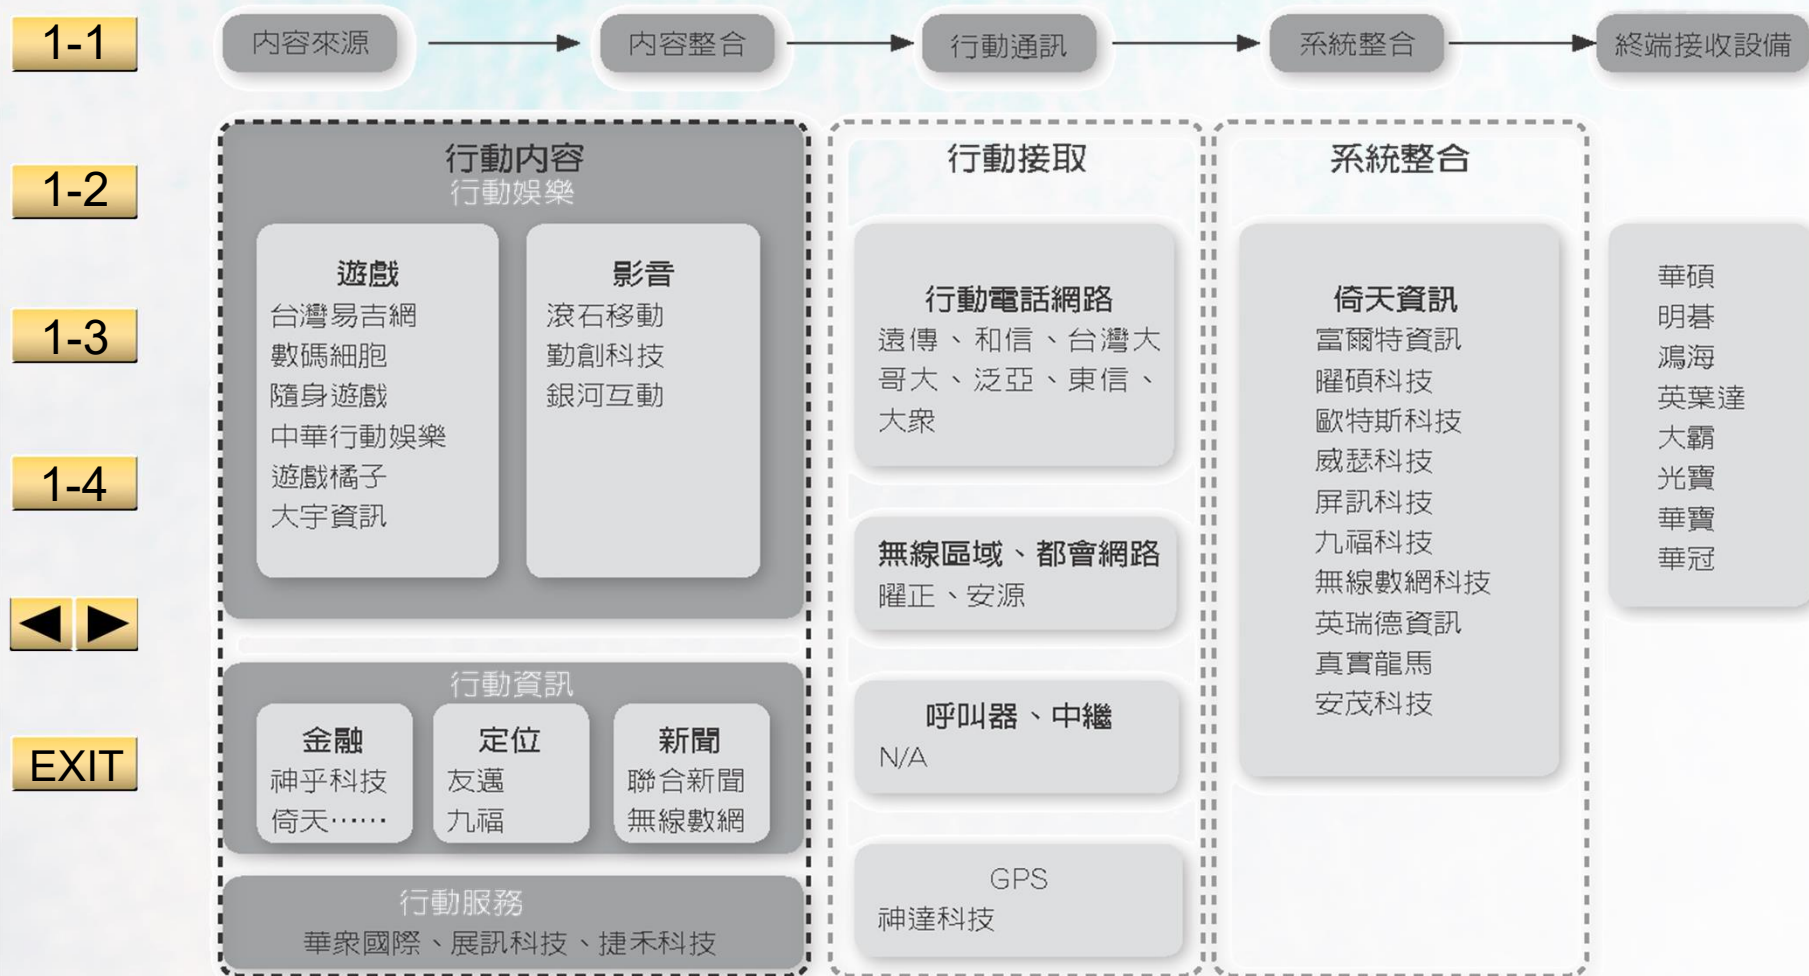 1-1
1-2
1-3
1-4
EXIT
內容來源
內容整合
行動通訊
系統整合
終端接收設備
行動內容
行動娛樂
遊戲
台灣易吉網
數碼細胞
隨身遊戲
中華行動娛樂
遊戲橘子
大宇資訊
影音
滾石移動
勤創科技
銀河互動
行動資訊
金融
神乎科技
倚天……
定位
友邁
九福
新聞
聯合新聞
無線數網
行動服務
華衆國際、展訊科技、捷禾科技
行動接取
行動電話網路
遠傳、和信、台灣大
哥大、泛亞、東信、
大衆
無線區域、都會網路
曜正、安源
呼叫器、中繼
N/A
GPS
神達科技
系統整合
倚天資訊
富爾特資訊
曜碩科技
歐特斯科技
威瑟科技
屏訊科技
九福科技
無線數網科技
英瑞德資訊
真實龍馬
安茂科技
華碩
明碁
鴻海
英業達
大霸
光寶
華寶
華冠